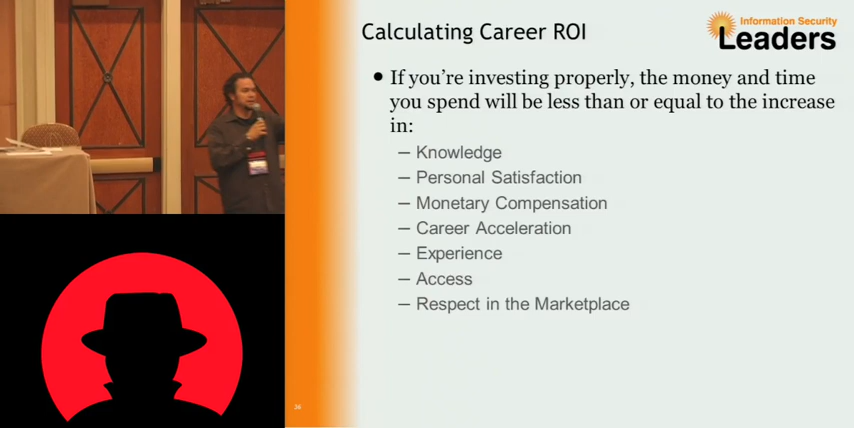 Calculating Career ROI
Information Security
Leaders
• If you're investing properly, the money and time
you spend will be less than or equal to the increase
in:
– Knowledge
– Personal Satisfaction
– Monetary Compensation
– Career Acceleration
– Experience
– Access
– Respect in the Marketplace
36